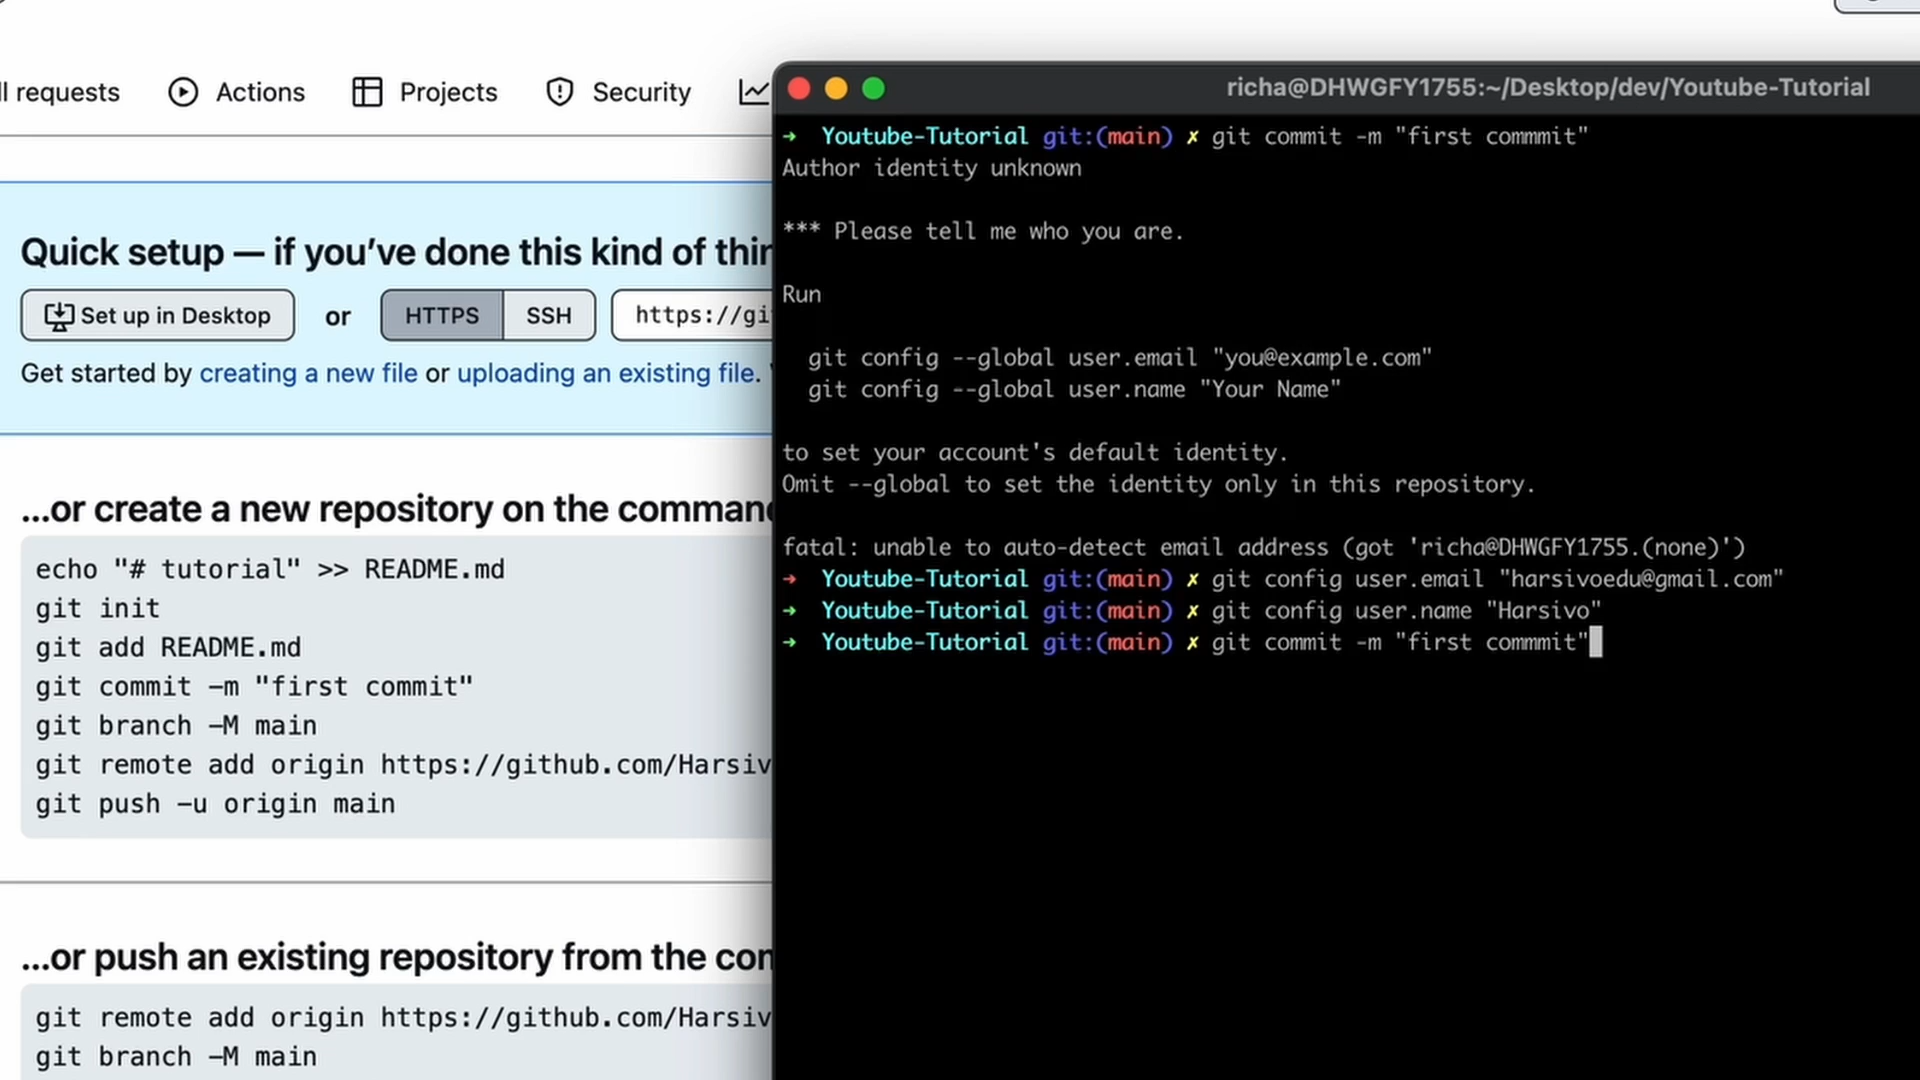 ll requests Actions Projects Security
Quick setup — if you've done this kind of thin
Set up in Desktop or HTTPS SSH https://gi
Get started by creating a new file or uploading an existing file.
...or create a new repository on the comman
echo "# tutorial" >> README.md
git init
git add README.md
git commit -m "first commit"
git branch -M main
git remote add origin https://github.com/Harsiv
git push -u origin main
...or push an existing repository from the com
git remote add origin https://github.com/Harsiv
git branch -M main
richa@DHWGFY1755:~/Desktop/dev/Youtube-Tutorial
➜ Youtube-Tutorial git:(main) ✗ git commit -m "first commmit"
Author identity unknown
*** Please tell me who you are.
Run
git config --global user.email "you@example.com"
git config --global user.name "Your Name"
to set your account's default identity.
Omit --global to set the identity only in this repository.
fatal: unable to auto-detect email address (got 'richa@DHWGFY1755.(none)')
➜ Youtube-Tutorial git:(main) ✗ git config user.email "harsivoedu@gmail.com"
➜ Youtube-Tutorial git:(main) ✗ git config user.name "Harsivo"
➜ Youtube-Tutorial git:(main) ✗ git commit -m "first commmit"